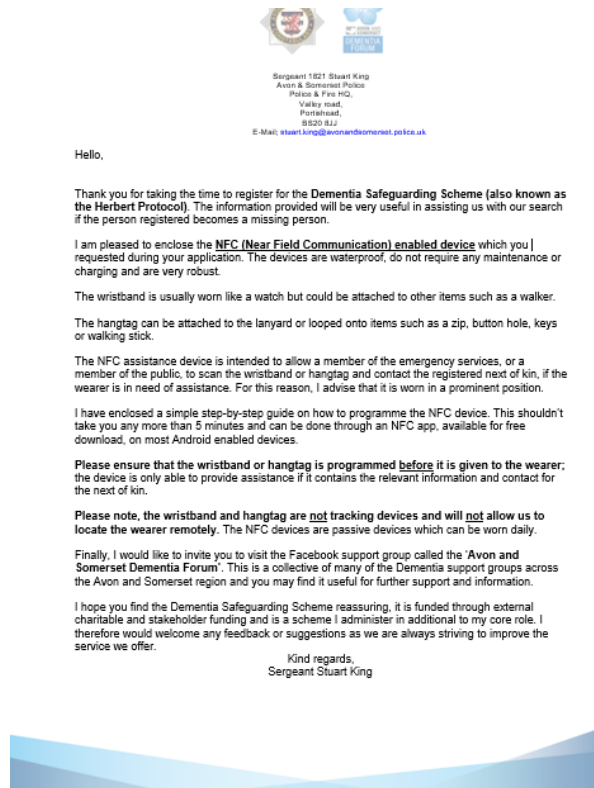 DEMENTIA
FORUM
Sergeant 1821 Stuart King
Avon & Somerset Police
Police & Fire HQ,
Valley road,
Portishead,
BS20 8JJ
E-Mail; stuart.king@avonandsomerset.police.uk
Hello,
Thank you for taking the time to register for the Dementia Safeguarding Scheme (also known as
the Herbert Protocol). The information provided will be very useful in assisting us with our search
if the person registered becomes a missing person.
I am pleased to enclose the NFC (Near Field Communication) enabled device which you
requested during your application. The devices are waterproof, do not require any maintenance or
charging and are very robust.
The wristband is usually worn like a watch but could be attached to other items such as a walker.
The hangtag can be attached to the lanyard or looped onto items such as a zip, button hole, keys
or walking stick.
The NFC assistance device is intended to allow a member of the emergency services, or a
member of the public, to scan the wristband or hangtag and contact the registered next of kin, if the
wearer is in need of assistance. For this reason, I advise that it is worn in a prominent position.
I have enclosed a simple step-by-step guide on how to programme the NFC device. This shouldn't
take you any more than 5 minutes and can be done through an NFC app, available for free
download, on most Android enabled devices.
Please ensure that the wristband or hangtag is programmed before it is given to the wearer;
the device is only able to provide assistance if it contains the relevant information and contact for
the next of kin.
Please note, the wristband and hangtag are not tracking devices and will not allow us to
locate the wearer remotely. The NFC devices are passive devices which can be worn daily.
Finally, I would like to invite you to visit the Facebook support group called the 'Avon and
Somerset Dementia Forum'. This is a collective of many of the Dementia support groups across
the Avon and Somerset region and you may find it useful for further support and information.
I hope you find the Dementia Safeguarding Scheme reassuring, it is funded through external
charitable and stakeholder funding and is a scheme I administer in additional to my core role. I
therefore would welcome any feedback or suggestions as we are always striving to improve the
service we offer.
Kind regards,
Sergeant Stuart King